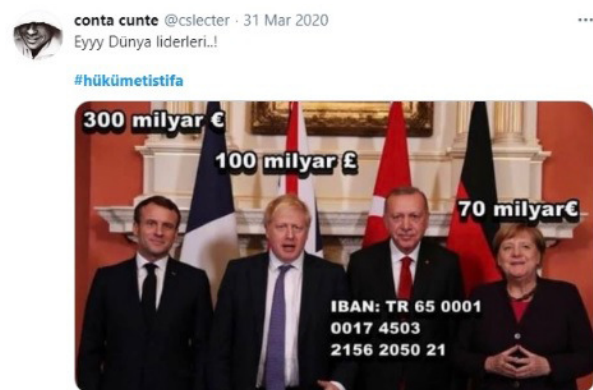 conta cunte @cslecter · 31 Mar 2020
Eyyy Dünya liderleri..!
#hükümetistifa
300 milyar €
100 milyar £
70 milyar€
IBAN: TR 65 0001
0017 4503
2156 2050 21